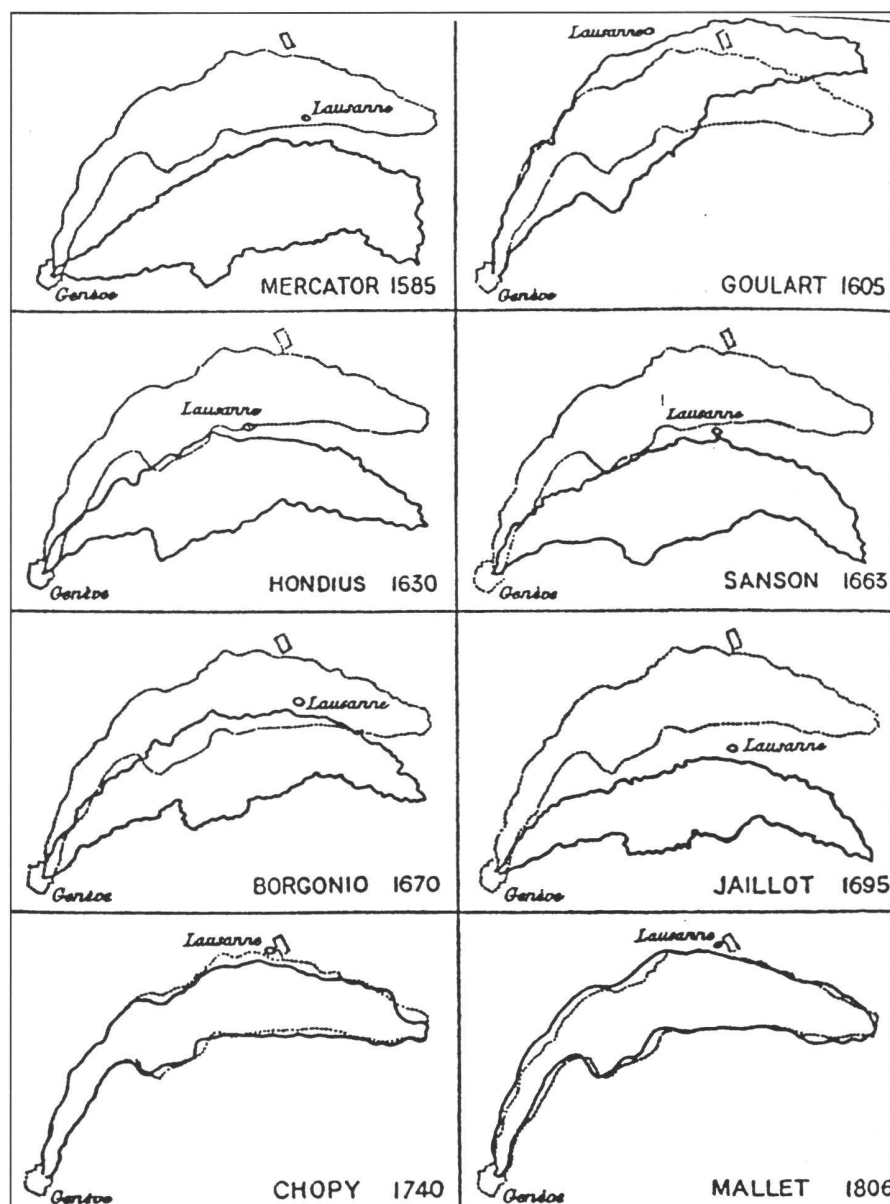 Lausanne
Genève
MERCATOR 1585
Lausanne
Genève
GOULART 1605
Lausanne
Genève
HONDIUS 1630
Lausanne
Genève
SANSON 1663
Lausanne
Genève
BORGONIO 1670
Lausanne
Genève
JAILLOT 1695
Lausanne
Genève
CHOPY 1740
Lausanne
Genève
MALLET 1806